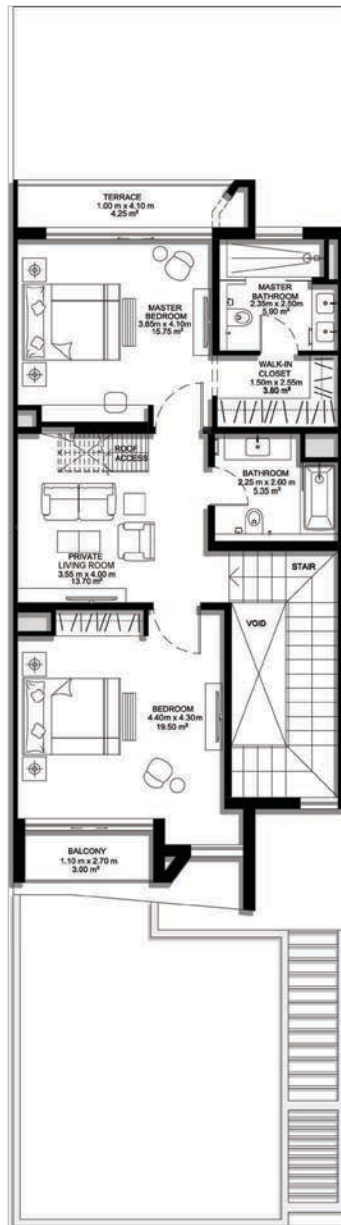 TERRACE
1.00 m x 4.10 m
4.25 m²
MASTER
BEDROOM
3.85m x 4.10m
15.75 m²
MASTER
BATHROOM
2.35m x 2.50m
5.90 m²
WALK-IN
CLOSET
1.50m x 2.55m
3.80 m²
ROOF
ACCESS
BATHROOM
2.25 m x 2.60 m
5.35 m²
PRIVATE
LIVING ROOM
3.55 m x 4.00 m
13.70 m²
STAIR
VOID
BEDROOM
4.40m x 4.30m
19.50 m²
BALCONY
1.10 m x 2.70 m
3.00 m²